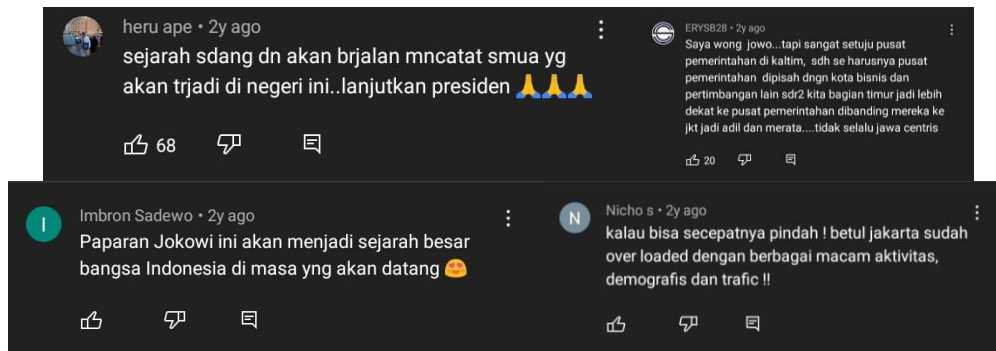 heru ape • 2y ago
sejarah sdang dn akan brjalan mncatat smua yg
akan trjadi di negeri ini..lanjutkan presiden 🙏🙏🙏
68
ERYSB28 • 2y ago
Saya wong jowo...tapi sangat setuju pusat
pemerintahan di kaltim, sdh se harusnya pusat
pemerintahan dipisah dngn kota bisnis dan
pertimbangan lain sdr2 kita bagian timur jadi lebih
dekat ke pusat pemerintahan dibanding mereka ke
jkt jadi adil dan merata....tidak selalu jawa centris
20
I
Imbron Sadewo • 2y ago
Paparan Jokowi ini akan menjadi sejarah besar
bangsa Indonesia di masa yng akan datang 😍
N
Nicho s • 2y ago
kalau bisa secepatnya pindah ! betul jakarta sudah
over loaded dengan berbagai macam aktivitas,
demografis dan trafic !!